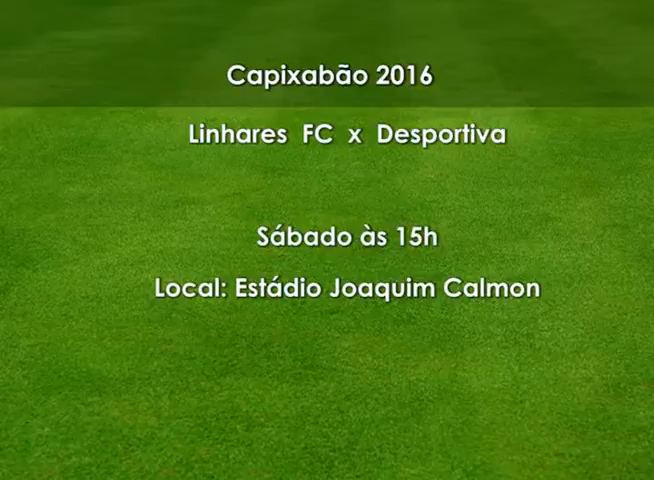 Capixabão 2016
Linhares FC x Desportiva
Sábado às 15h
Local: Estádio Joaquim Calmon